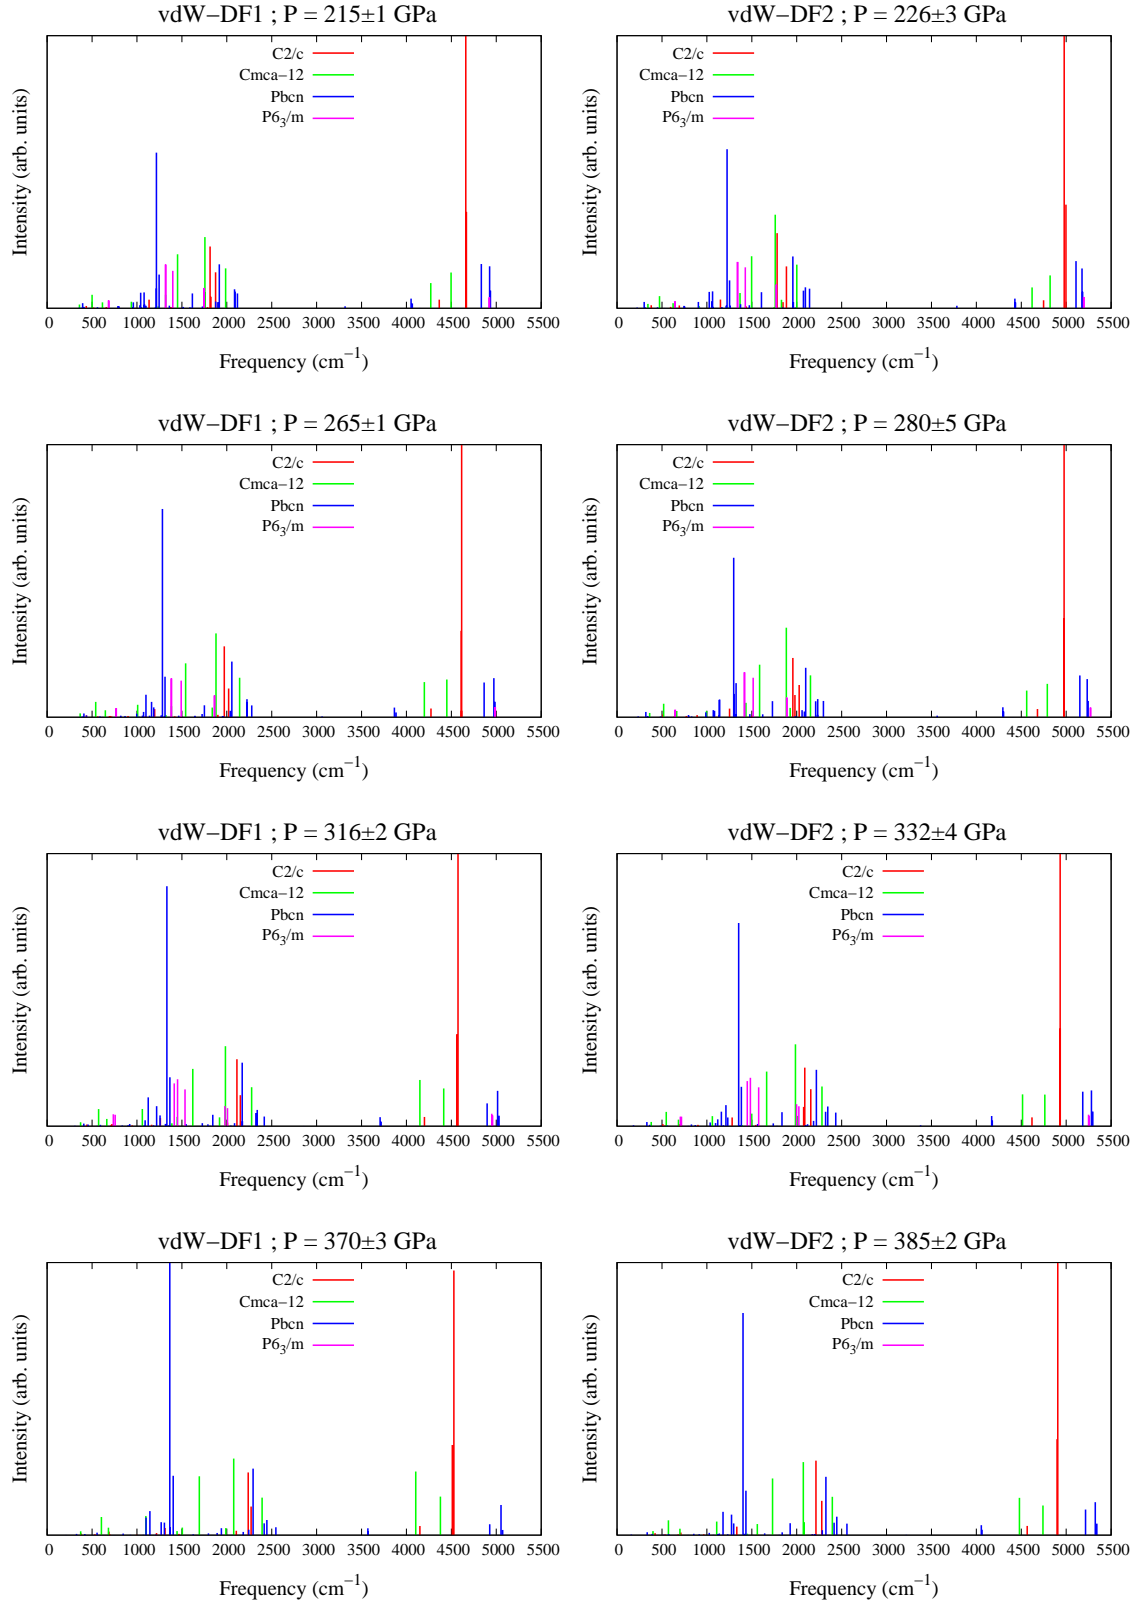 vdW−DF1 ; P = 215±1 GPa
Intensity (arb. units)
C2/c
Cmca−12
Pbcn
P6₃/m
0 500 1000 1500 2000 2500 3000 3500 4000 4500 5000 5500
Frequency (cm⁻¹)
vdW−DF2 ; P = 226±3 GPa
Intensity (arb. units)
C2/c
Cmca−12
Pbcn
P6₃/m
0 500 1000 1500 2000 2500 3000 3500 4000 4500 5000 5500
Frequency (cm⁻¹)
vdW−DF1 ; P = 265±1 GPa
Intensity (arb. units)
C2/c
Cmca−12
Pbcn
P6₃/m
0 500 1000 1500 2000 2500 3000 3500 4000 4500 5000 5500
Frequency (cm⁻¹)
vdW−DF2 ; P = 280±5 GPa
Intensity (arb. units)
C2/c
Cmca−12
Pbcn
P6₃/m
0 500 1000 1500 2000 2500 3000 3500 4000 4500 5000 5500
Frequency (cm⁻¹)
vdW−DF1 ; P = 316±2 GPa
Intensity (arb. units)
C2/c
Cmca−12
Pbcn
P6₃/m
0 500 1000 1500 2000 2500 3000 3500 4000 4500 5000 5500
Frequency (cm⁻¹)
vdW−DF2 ; P = 332±4 GPa
Intensity (arb. units)
C2/c
Cmca−12
Pbcn
P6₃/m
0 500 1000 1500 2000 2500 3000 3500 4000 4500 5000 5500
Frequency (cm⁻¹)
vdW−DF1 ; P = 370±3 GPa
Intensity (arb. units)
C2/c
Cmca−12
Pbcn
P6₃/m
0 500 1000 1500 2000 2500 3000 3500 4000 4500 5000 5500
Frequency (cm⁻¹)
vdW−DF2 ; P = 385±2 GPa
Intensity (arb. units)
C2/c
Cmca−12
Pbcn
P6₃/m
0 500 1000 1500 2000 2500 3000 3500 4000 4500 5000 5500
Frequency (cm⁻¹)